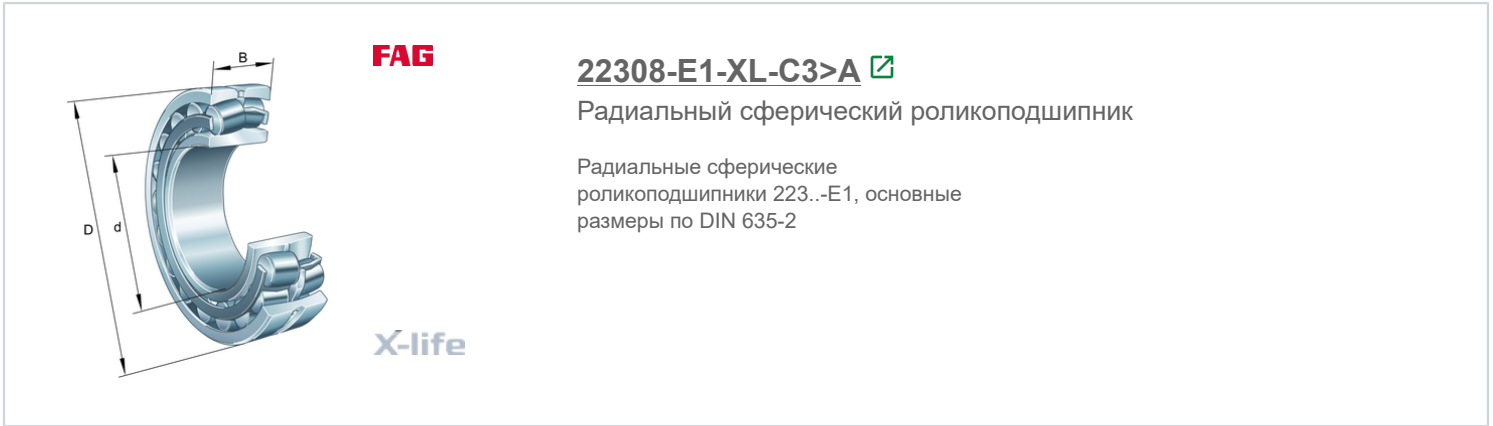 B
D
d
FAG
X-life
22308-E1-XL-C3>A
Радиальный сферический роликоподшипник
Радиальные сферические
роликоподшипники 223..-E1, основные
размеры по DIN 635-2